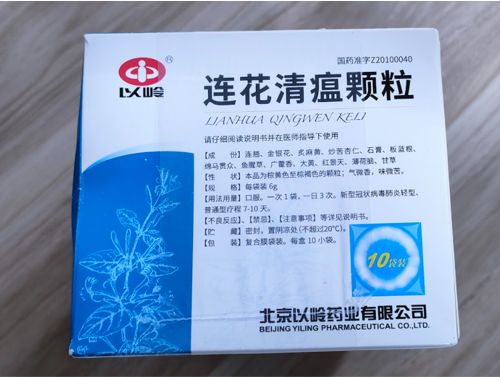 以岭
®
国药准字Z20100040
连花清瘟颗粒
LIANHUA QINGWEN KELI
请仔细阅读说明书并在医师指导下使用
【成 份】连翘、金银花、炙麻黄、炒苦杏仁、石膏、板蓝根、
绵马贯众、鱼腥草、广藿香、大黄、红景天、薄荷脑、甘草
【性 状】本品为棕黄色至棕褐色的颗粒；气微香，味微苦。
【规 格】每袋装6g
【用法用量】口服。一次1袋，一日3次。新型冠状病毒肺炎轻型、
普通型疗程 7-10天。
【不良反应】、【禁忌】、【注意事项】等详见说明书。
【贮 藏】密封，置阴凉处（不超过20℃）。
【包 装】复合膜袋装。每盒10小袋。
10袋装
北京以岭药业有限公司
BEIJING YILING PHARMACEUTICAL CO.,LTD.